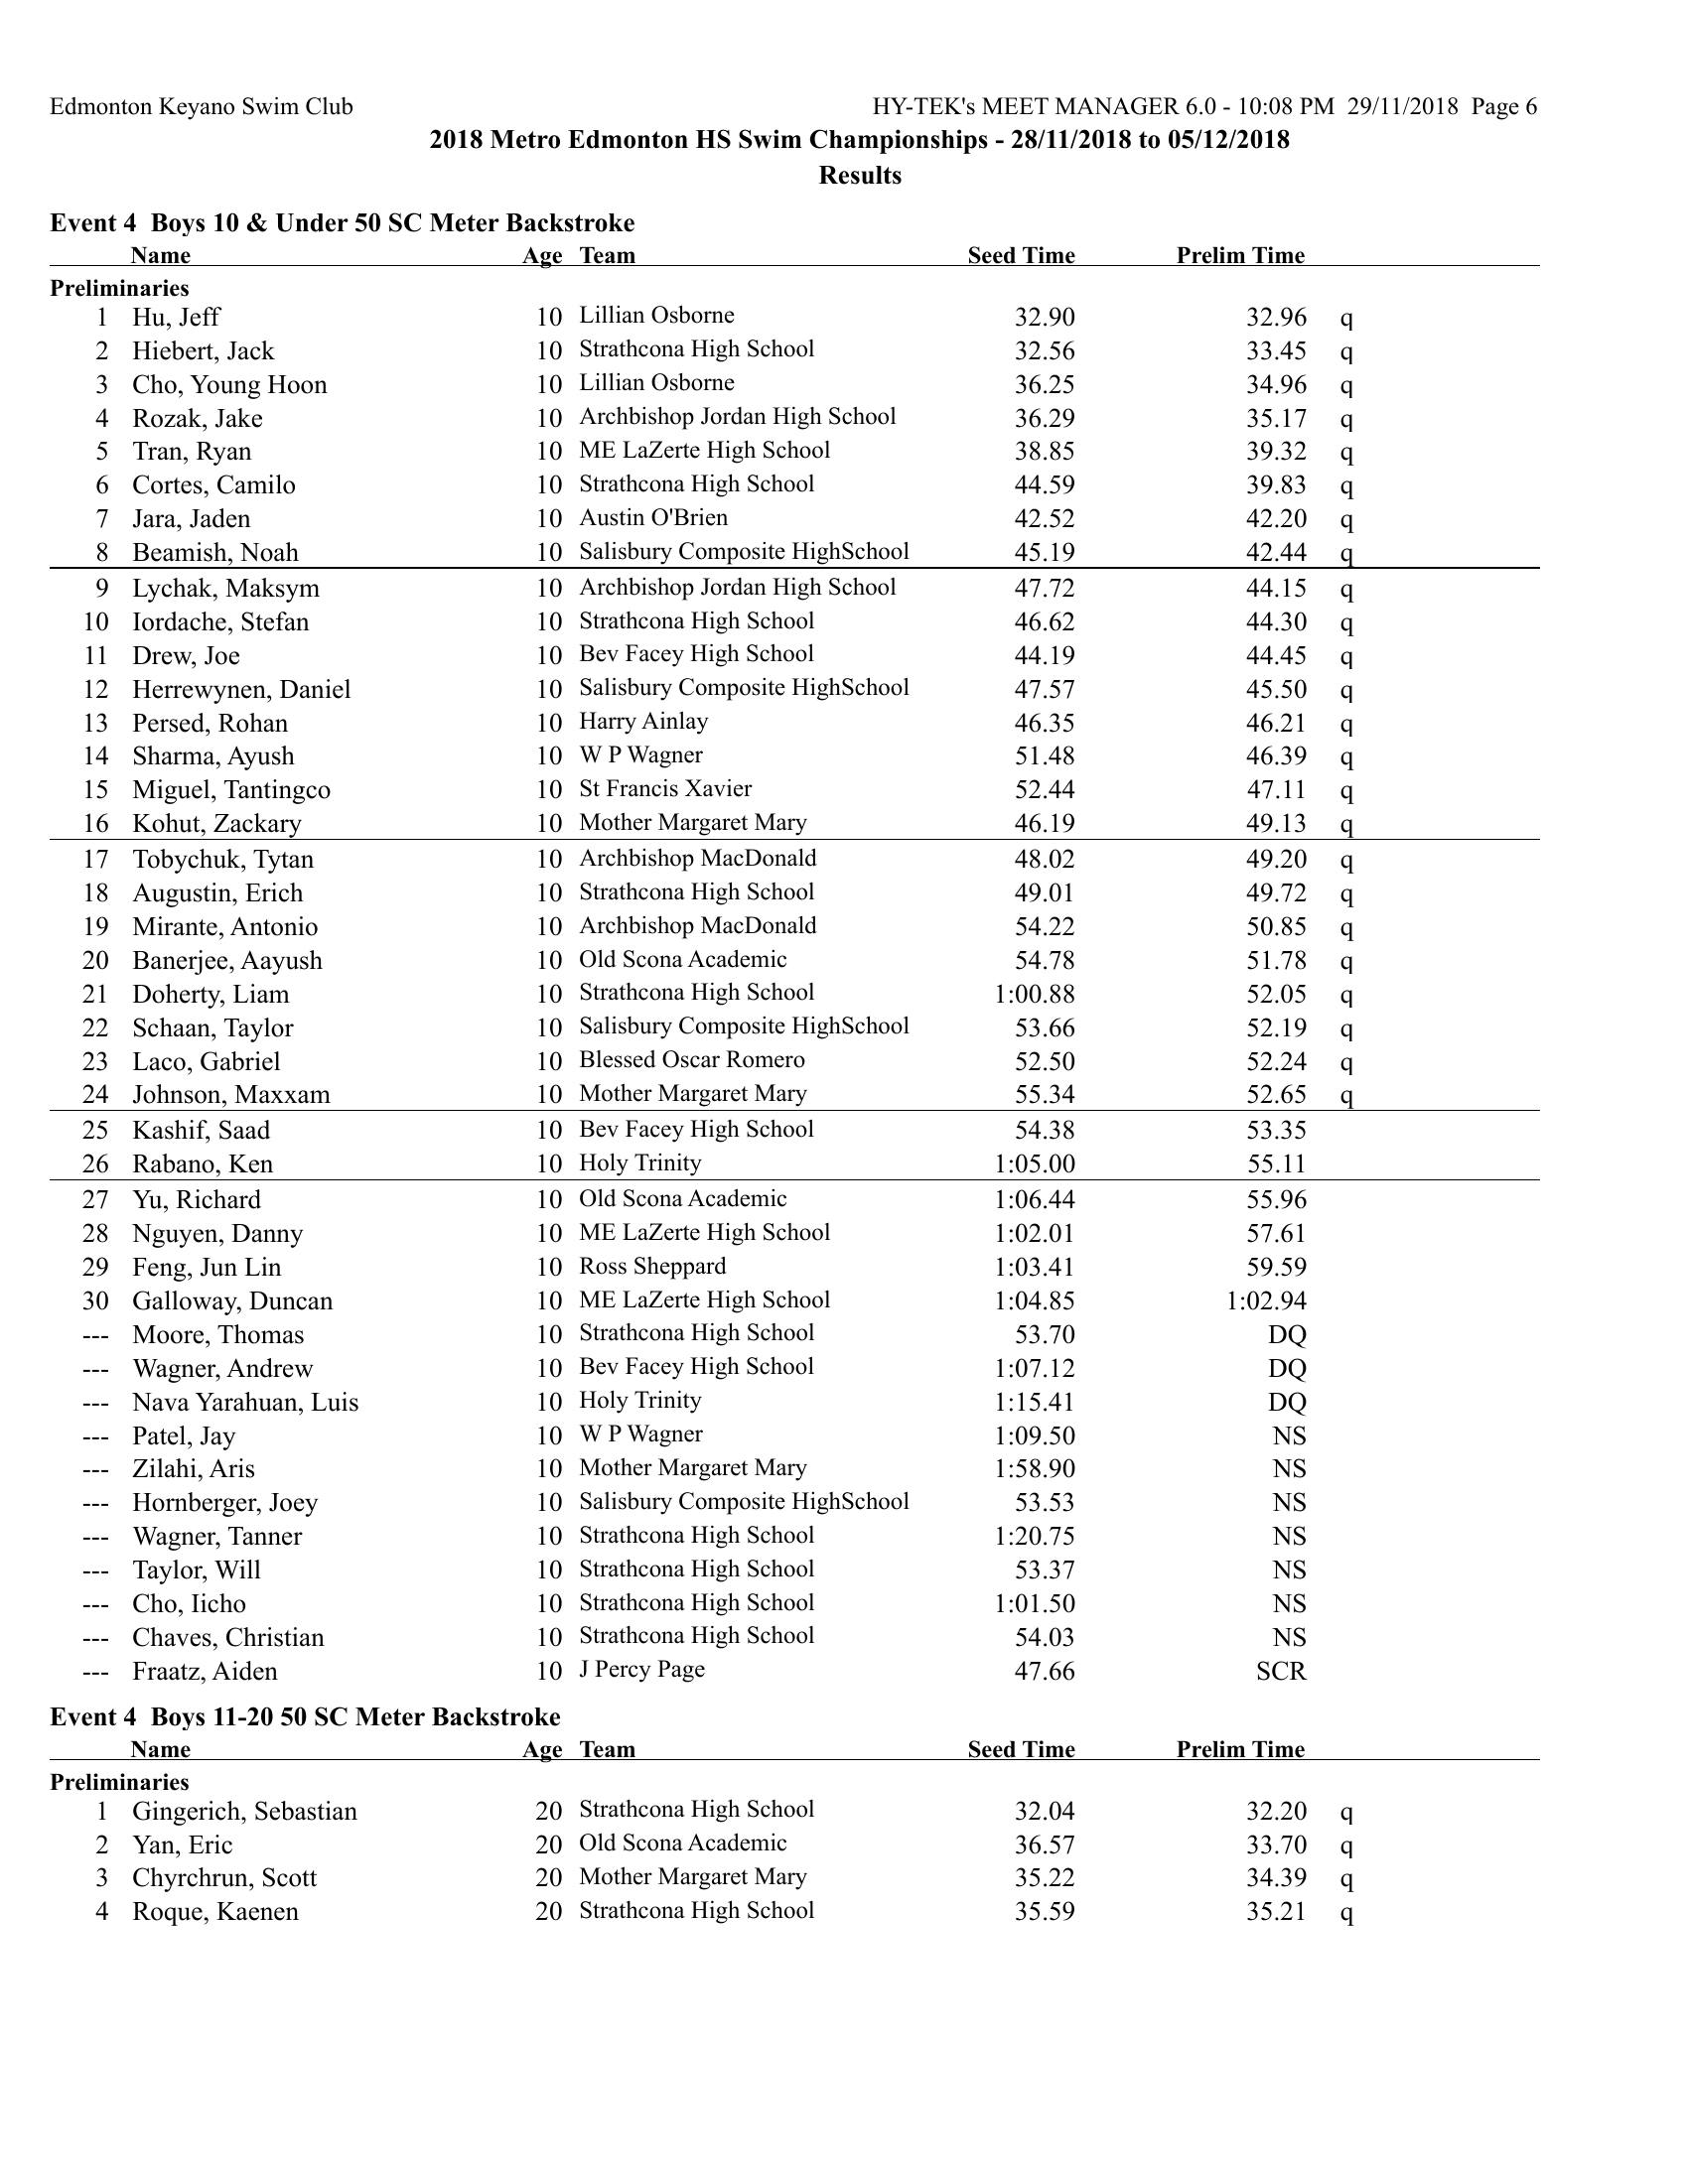 Edmonton Keyano Swim Club HY-TEK's MEET MANAGER 6.0 - 10:08 PM 29/11/2018 Page 6
2018 Metro Edmonton HS Swim Championships - 28/11/2018 to 05/12/2018
Results
Event 4 Boys 10 & Under 50 SC Meter Backstroke
Name Age Team Seed Time Prelim Time
Preliminaries
1 Hu, Jeff 10 Lillian Osborne 32.90 32.96 q
2 Hiebert, Jack 10 Strathcona High School 32.56 33.45 q
3 Cho, Young Hoon 10 Lillian Osborne 36.25 34.96 q
4 Rozak, Jake 10 Archbishop Jordan High School 36.29 35.17 q
5 Tran, Ryan 10 ME LaZerte High School 38.85 39.32 q
6 Cortes, Camilo 10 Strathcona High School 44.59 39.83 q
7 Jara, Jaden 10 Austin O'Brien 42.52 42.20 q
8 Beamish, Noah 10 Salisbury Composite HighSchool 45.19 42.44 q
9 Lychak, Maksym 10 Archbishop Jordan High School 47.72 44.15 q
10 Iordache, Stefan 10 Strathcona High School 46.62 44.30 q
11 Drew, Joe 10 Bev Facey High School 44.19 44.45 q
12 Herrewynen, Daniel 10 Salisbury Composite HighSchool 47.57 45.50 q
13 Persed, Rohan 10 Harry Ainlay 46.35 46.21 q
14 Sharma, Ayush 10 W P Wagner 51.48 46.39 q
15 Miguel, Tantingco 10 St Francis Xavier 52.44 47.11 q
16 Kohut, Zackary 10 Mother Margaret Mary 46.19 49.13 q
17 Tobychuk, Tytan 10 Archbishop MacDonald 48.02 49.20 q
18 Augustin, Erich 10 Strathcona High School 49.01 49.72 q
19 Mirante, Antonio 10 Archbishop MacDonald 54.22 50.85 q
20 Banerjee, Aayush 10 Old Scona Academic 54.78 51.78 q
21 Doherty, Liam 10 Strathcona High School 1:00.88 52.05 q
22 Schaan, Taylor 10 Salisbury Composite HighSchool 53.66 52.19 q
23 Laco, Gabriel 10 Blessed Oscar Romero 52.50 52.24 q
24 Johnson, Maxxam 10 Mother Margaret Mary 55.34 52.65 q
25 Kashif, Saad 10 Bev Facey High School 54.38 53.35
26 Rabano, Ken 10 Holy Trinity 1:05.00 55.11
27 Yu, Richard 10 Old Scona Academic 1:06.44 55.96
28 Nguyen, Danny 10 ME LaZerte High School 1:02.01 57.61
29 Feng, Jun Lin 10 Ross Sheppard 1:03.41 59.59
30 Galloway, Duncan 10 ME LaZerte High School 1:04.85 1:02.94
--- Moore, Thomas 10 Strathcona High School 53.70 DQ
--- Wagner, Andrew 10 Bev Facey High School 1:07.12 DQ
--- Nava Yarahuan, Luis 10 Holy Trinity 1:15.41 DQ
--- Patel, Jay 10 W P Wagner 1:09.50 NS
--- Zilahi, Aris 10 Mother Margaret Mary 1:58.90 NS
--- Hornberger, Joey 10 Salisbury Composite HighSchool 53.53 NS
--- Wagner, Tanner 10 Strathcona High School 1:20.75 NS
--- Taylor, Will 10 Strathcona High School 53.37 NS
--- Cho, Iicho 10 Strathcona High School 1:01.50 NS
--- Chaves, Christian 10 Strathcona High School 54.03 NS
--- Fraatz, Aiden 10 J Percy Page 47.66 SCR
Event 4 Boys 11-20 50 SC Meter Backstroke
Name Age Team Seed Time Prelim Time
Preliminaries
1 Gingerich, Sebastian 20 Strathcona High School 32.04 32.20 q
2 Yan, Eric 20 Old Scona Academic 36.57 33.70 q
3 Chyrchrun, Scott 20 Mother Margaret Mary 35.22 34.39 q
4 Roque, Kaenen 20 Strathcona High School 35.59 35.21 q